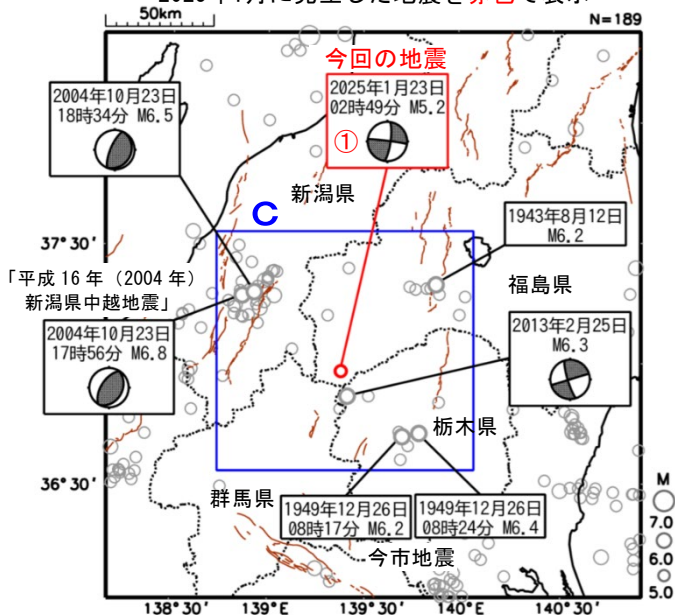 50km
N=189
今回の地震
2004年10月23日
18時34分 M6.5
2025年1月23日
02時49分 M5.2
①
新潟県
C
1943年8月12日
M6.2
37°30'
「平成16年（2004年）
新潟県中越地震」
福島県
2004年10月23日
17時56分 M6.8
2013年2月25日
M6.3
栃木県
36°30'
群馬県
1949年12月26日
08時17分 M6.2
1949年12月26日
08時24分 M6.4
今市地震
M
7.0
6.0
5.0
138°30'
139°E
139°30'
140°E
140°30'